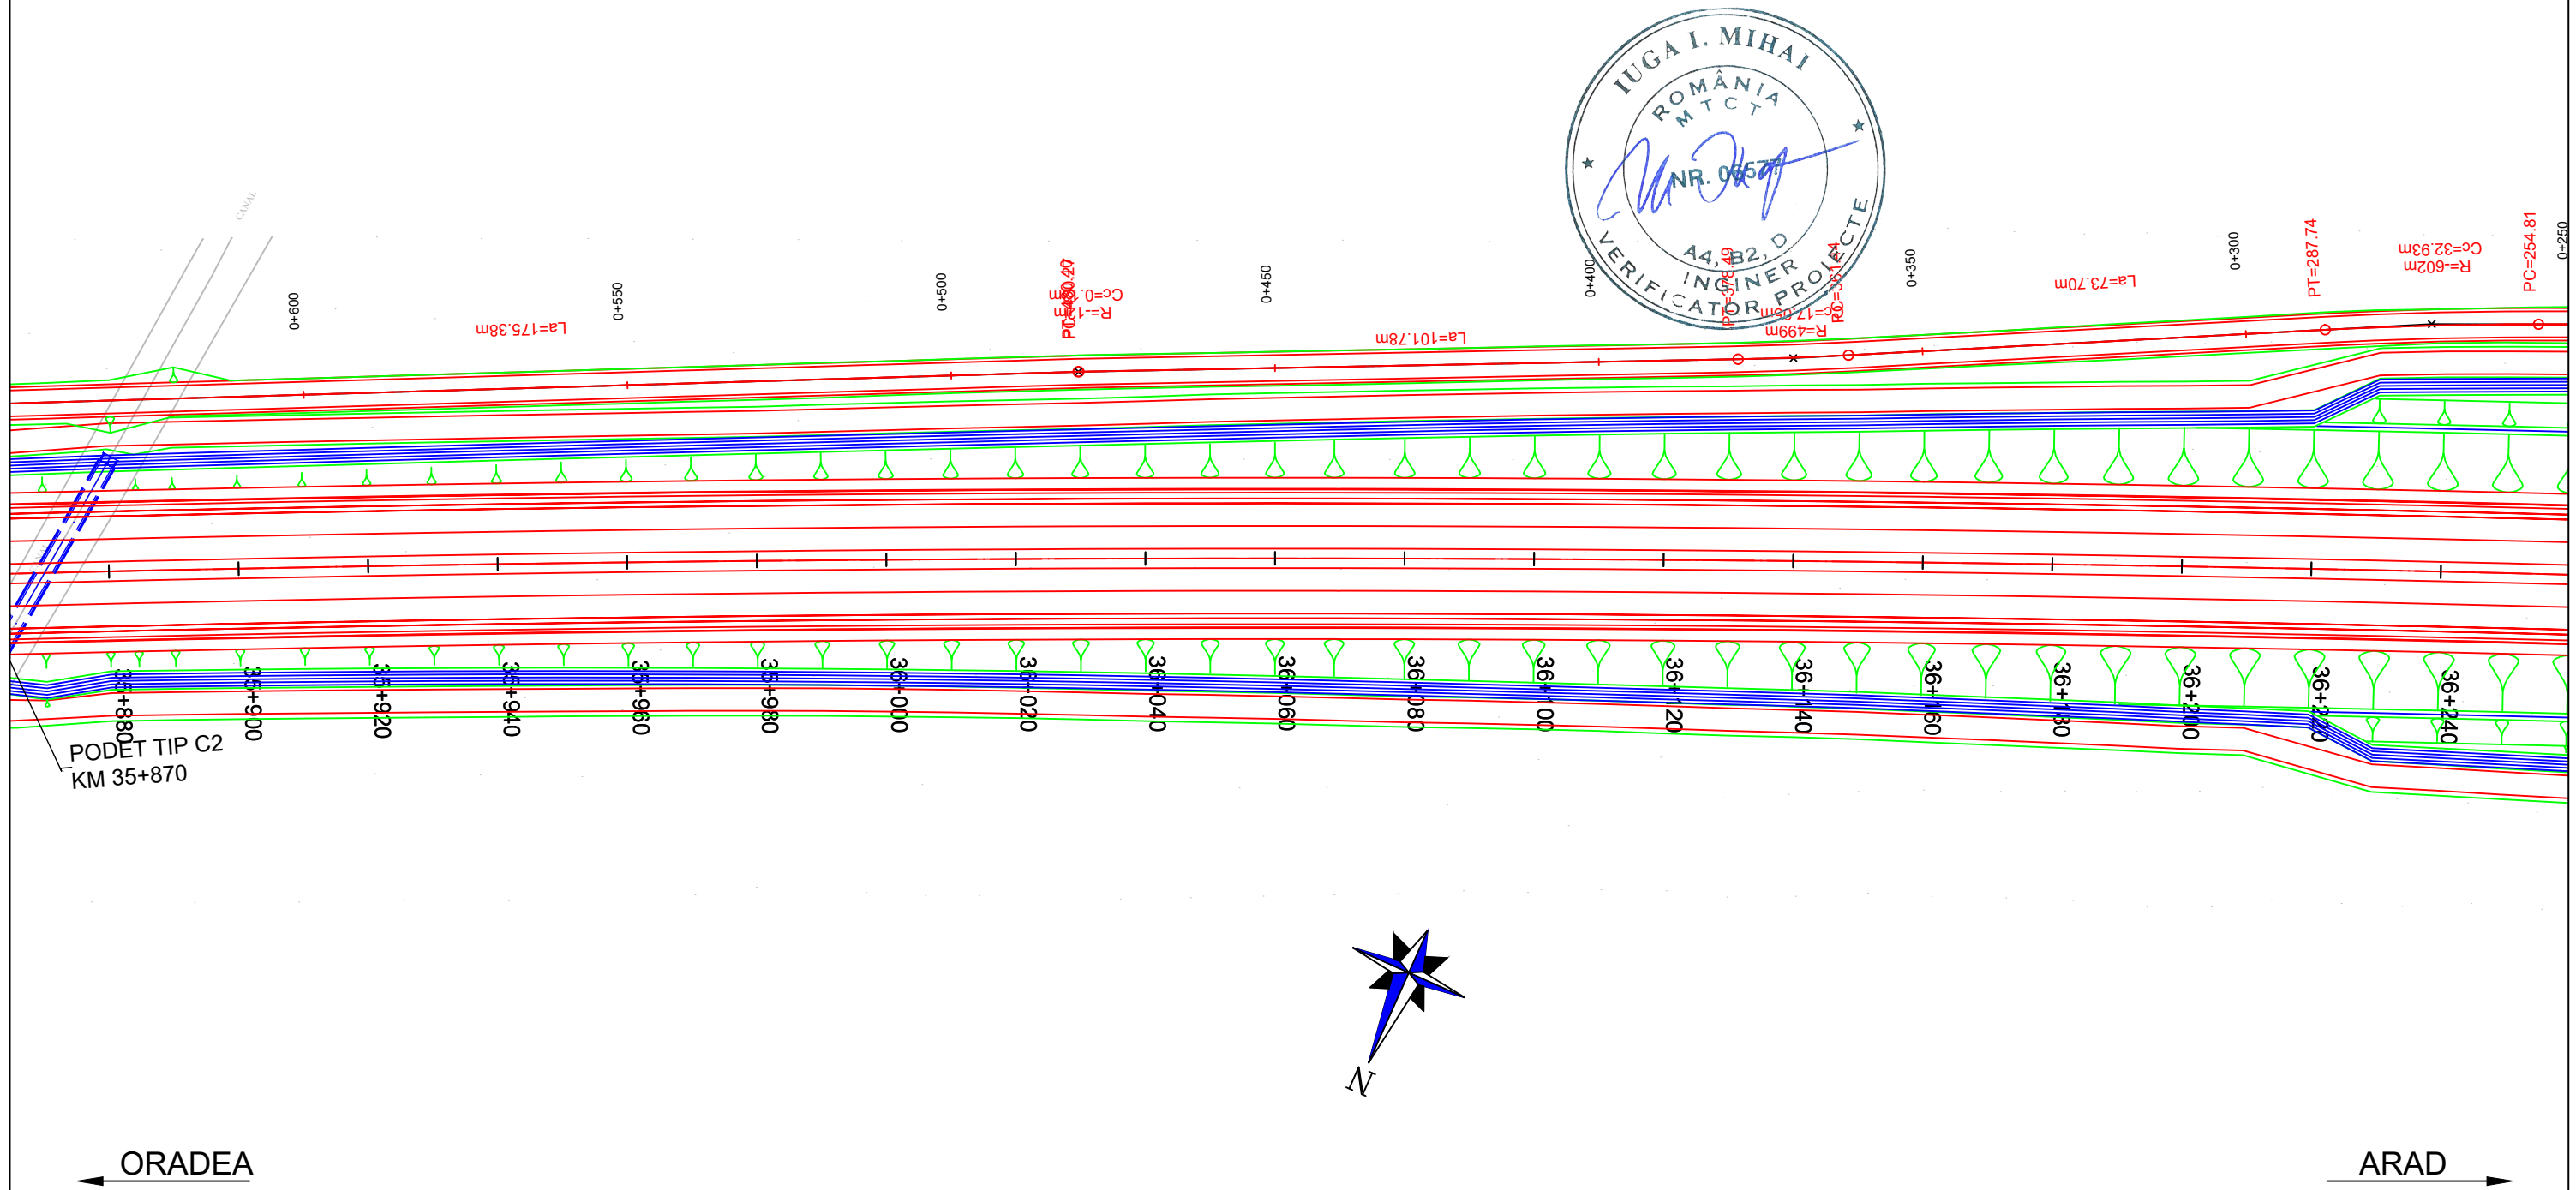 IUGA I. MIHAI
ROMÂNIA
M T C T
A4, B2, D
INGINER
VERIFICATOR PROIECTE
CANAL
0+600
La=175.38m
0+550
0+500
R=-12m
0+450
La=101.78m
0+400
R=499m
0+350
La=73.70m
0+300
PT=287.74
R=-602m
Cc=32.93m
PC=254.81
0+250
35+880
35+900
35+920
35+940
35+960
35+980
36+000
36+020
36+040
36+060
36+080
36+100
36+120
36+140
36+160
36+180
36+200
36+220
36+240
PODET TIP C2
KM 35+870
N
ORADEA
ARAD